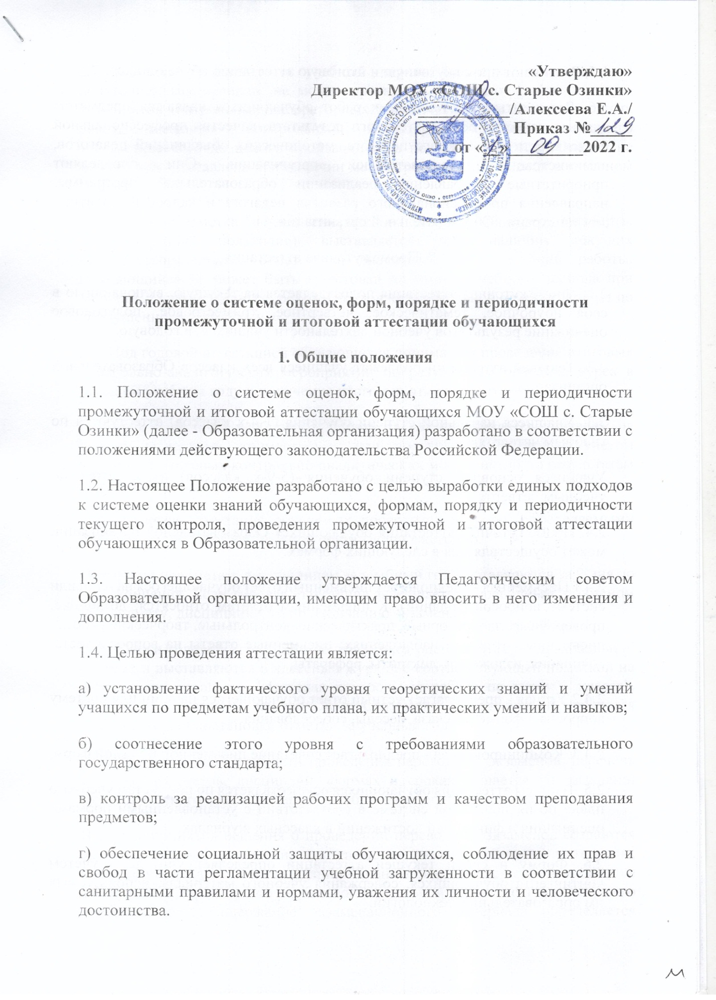 «Утверждаю»
Директор МОУ «СОШ с. Старые Озинки»
/Алексеева Е.А./
Приказ № 129
от «1» 09 2022 г.
Положение о системе оценок, форм, порядке и периодичности
промежуточной и итоговой аттестации обучающихся
1. Общие положения
1.1. Положение о системе оценок, форм, порядке и периодичности
промежуточной и итоговой аттестации обучающихся МОУ «СОШ с. Старые
Озинки» (далее - Образовательная организация) разработано в соответствии с
положениями действующего законодательства Российской Федерации.
1.2. Настоящее Положение разработано с целью выработки единых подходов
к системе оценки знаний обучающихся, формам, порядку и периодичности
текущего контроля, проведения промежуточной и итоговой аттестации
обучающихся в Образовательной организации.
1.3. Настоящее положение утверждается Педагогическим советом
Образовательной организации, имеющим право вносить в него изменения и
дополнения.
1.4. Целью проведения аттестации является:
а) установление фактического уровня теоретических знаний и умений
учащихся по предметам учебного плана, их практических умений и навыков;
б) соотнесение этого уровня с требованиями образовательного
государственного стандарта;
в) контроль за реализацией рабочих программ и качеством преподавания
предметов;
г) обеспечение социальной защиты обучающихся, соблюдение их прав и
свобод в части регламентации учебной загруженности в соответствии с
санитарными правилами и нормами, уважения их личности и человеческого
достоинства.